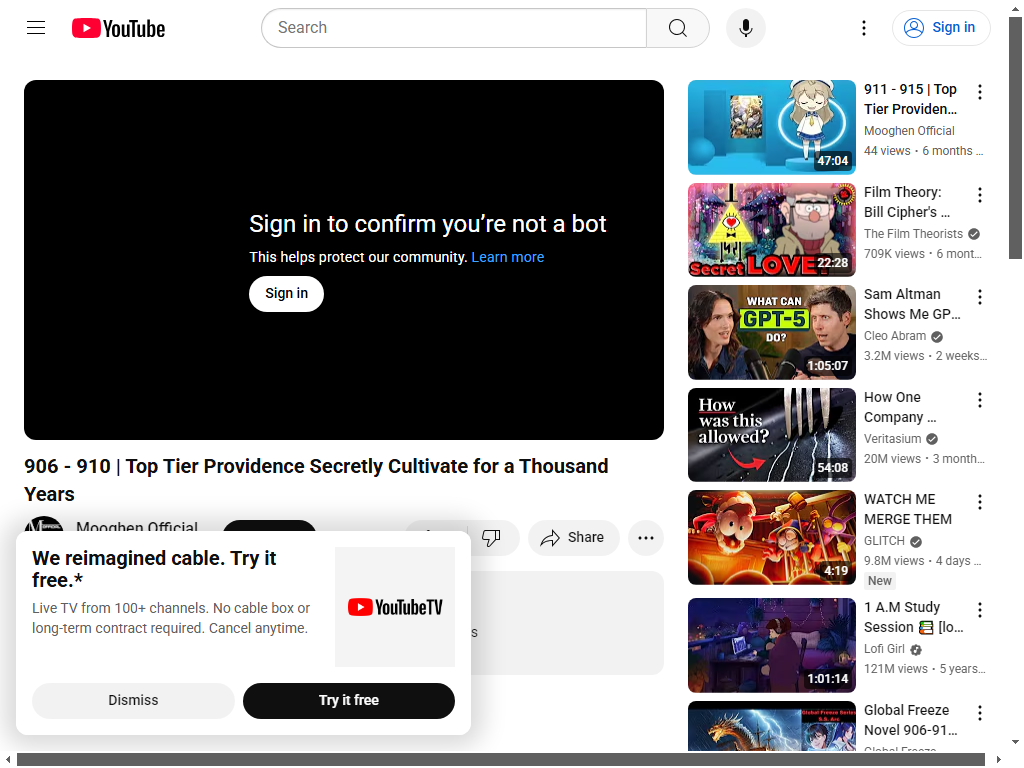 YouTube
Search
Sign in
Sign in to confirm you’re not a bot
This helps protect our community. Learn more
Sign in
906 - 910 | Top Tier Providence Secretly Cultivate for a Thousand
Years
Mooghen Official
Share
We reimagined cable. Try it
free.*
Live TV from 100+ channels. No cable box or
long-term contract required. Cancel anytime.
YouTubeTV
Dismiss
Try it free
s
47:04
911 - 915 | Top
Tier Providen...
Mooghen Official
44 views • 6 months ...
Secret LOVE?
22:28
Film Theory:
Bill Cipher's ...
The Film Theorists
709K views • 6 mont...
WHAT CAN
GPT-5
DO?
1:05:07
Sam Altman
Shows Me GP...
Cleo Abram
3.2M views • 2 weeks...
How
was this
allowed?
54:08
How One
Company ...
Veritasium
20M views • 3 month...
4:19
WATCH ME
MERGE THEM
GLITCH
9.8M views • 4 days ...
New
1:01:14
1 A.M Study
Session 📚 [lo...
Lofi Girl
121M views • 5 years...
Global Freeze
Novel 906-91...
Global Freeze